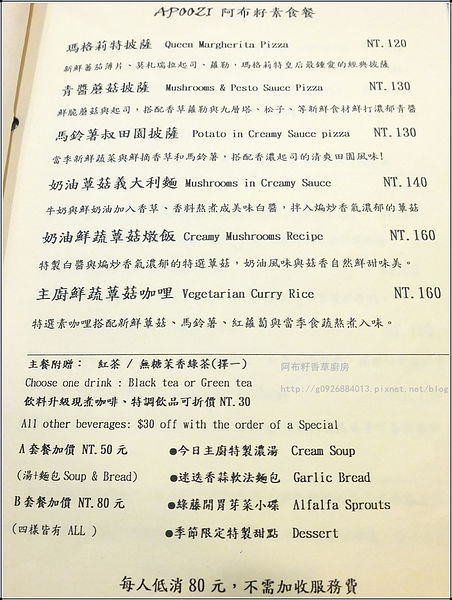 APOOZI 阿布籽素食餐
瑪格莉特披薩 Queen Margherita Pizza NT.120
新鮮蕃茄薄片、莫札瑞拉起司、羅勒，瑪格莉特皇后最鍾愛的經典披薩
青醬蘑菇披薩 Mushrooms & Pesto Sauce Pizza NT.130
鮮脆蘑菇與起司，搭配香草羅勒與九層塔、松子、等新鮮食材鮮打濃郁青醬
馬鈴薯叔田園披薩 Potato in Creamy Sauce pizza NT.130
當季新鮮蔬菜與鮮摘香草和馬鈴薯，搭配香濃起司的清爽田園風味!
奶油蕈菇義大利麵 Mushrooms in Creamy Sauce NT.140
牛奶與鮮奶油加入香草、香料熬煮成美味白醬，拌入煸炒香氣濃郁的蕈菇
奶油鮮蔬蕈菇燉飯 Creamy Mushrooms Recipe NT.160
特製白醬與煸炒香氣濃郁的特選蕈菇，奶油風味與菇香自然鮮甜味美。
主廚鮮蔬蕈菇咖哩 Vegetarian Curry Rice NT.160
特選素咖哩搭配新鮮蕈菇、馬鈴薯、紅蘿蔔與當季食蔬熬煮入味。
主餐附贈： 紅茶 / 無糖茉香綠茶(擇一)
阿布籽香草廚房
Choose one drink : Black tea or Green tea
http://g0926884013.pixnet.net/blog
飲料升級現煮咖啡、特調飲品可折價 NT.30
All other beverages: $30 off with the order of a Special
A 套餐加價 NT.50 元 ●今日主廚特製濃湯 Cream Soup
(湯+麵包 Soup & Bread) ●迷迭香蒜軟法麵包 Garlic Bread
B 套餐加價 NT.80 元 ●綠藤開胃芽菜小碟 Alfalfa Sprouts
(四樣皆有 ALL ) ●季節限定特製甜點 Dessert
每人低消 80 元，不需加收服務費